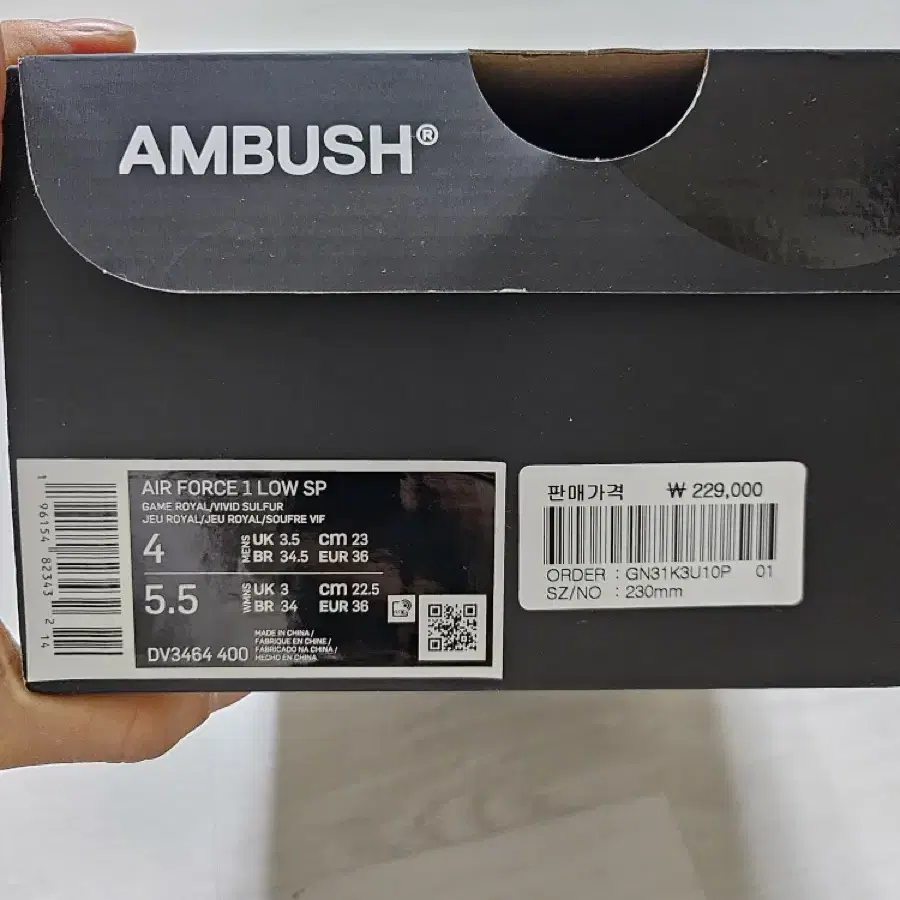 AMBUSH®
1 96154 82343 2 14
AIR FORCE 1 LOW SP
GAME ROYAL/VIVID SULFUR
JEU ROYAL/JEU ROYAL/SOUFRE VIF
4 MENS UK 3.5 cm 23
BR 34.5 EUR 36
5.5 WMNS UK 3 cm 22.5
BR 34 EUR 36
DV3464 400
MADE IN CHINA /
FABRIQUE EN CHINE /
FABRICADO NA CHINA /
HECHO EN CHINA
판매가격 ₩ 229,000
ORDER : GN31K3U10P 01
SZ/NO : 230mm